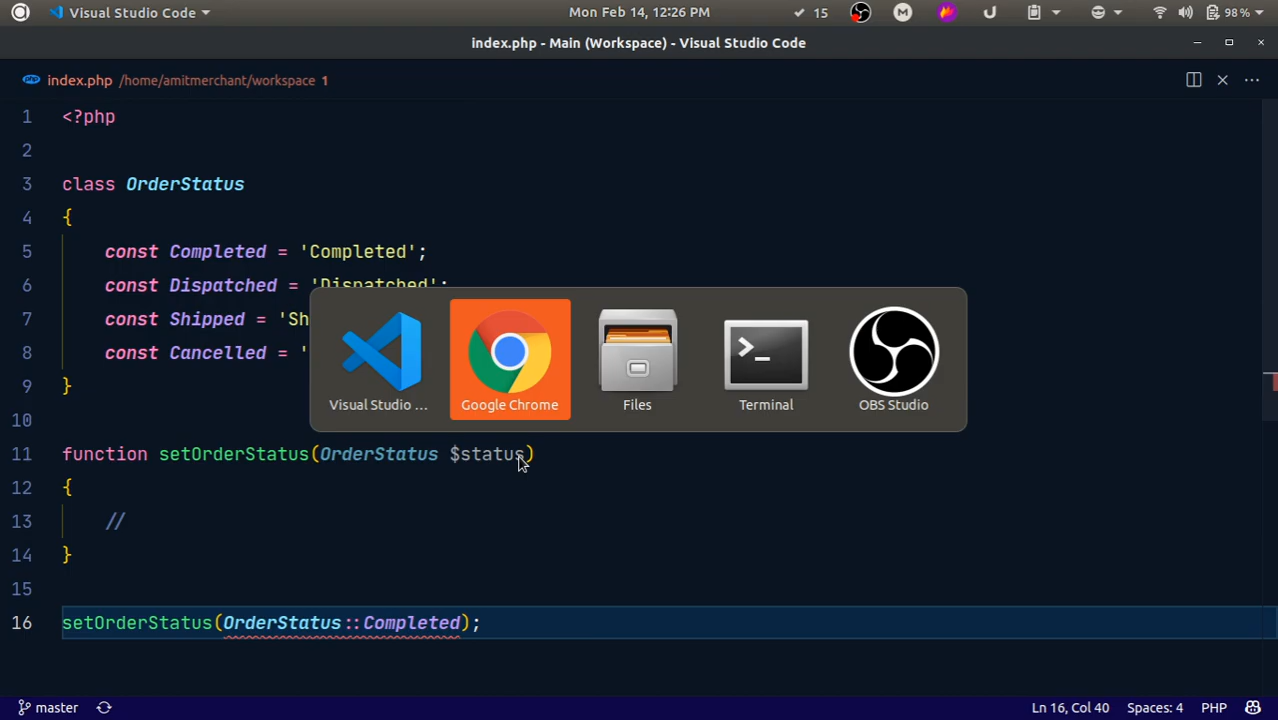 Visual Studio Code
Mon Feb 14, 12:26 PM
15
M
98%
index.php - Main (Workspace) - Visual Studio Code
php index.php /home/amitmerchant/workspace 1
1 <?php
2
3 class OrderStatus
4 {
5 const Completed = 'Completed';
6 const Dispatched = 'Dispatched';
7 const Shipped = 'Sh
8 const Cancelled = '
9 }
10
Visual Studio ...
Google Chrome
Files
Terminal
OBS Studio
11 function setOrderStatus(OrderStatus $status)
12 {
13 //
14 }
15
16 setOrderStatus(OrderStatus::Completed);
master
Ln 16, Col 40
Spaces: 4
PHP